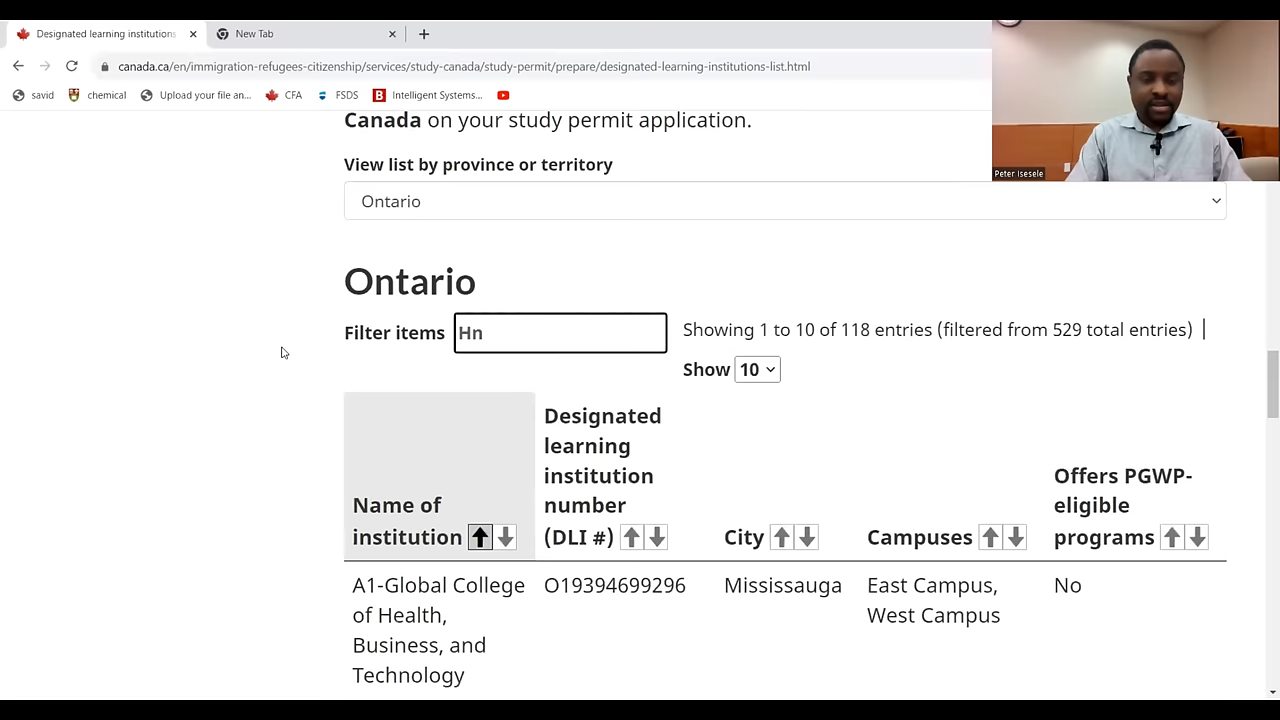 Designated learning institutions
New Tab
canada.ca/en/immigration-refugees-citizenship/services/study-canada/study-permit/prepare/designated-learning-institutions-list.html
savid
chemical
Upload your file an...
CFA
FSDS
B
Intelligent Systems...
Peter Isesele
Canada on your study permit application.
View list by province or territory
Ontario
Ontario
Filter items
Hn
Showing 1 to 10 of 118 entries (filtered from 529 total entries) |
Show 10
Name of
institution
Designated
learning
institution
number
(DLI #)
City
Campuses
Offers PGWP-
eligible
programs
A1-Global College
of Health,
Business, and
Technology
O19394699296
Mississauga
East Campus,
West Campus
No